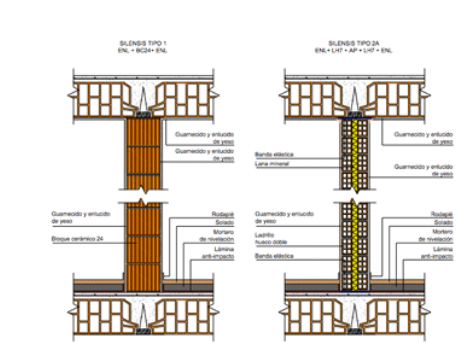 SILENSIS TIPO 1
ENL + BC24+ ENL
Guarnecido y enlucido
de yeso
Guarnecido y enlucido
de yeso
Guarnecido y enlucido
de yeso
Bloque cerámico 24
Rodapié
Solado
Mortero
de nivelación
Lámina
anti-impacto
SILENSIS TIPO 2A
ENL+ LH7 + AP + LH7 + ENL
Guarnecido y enlucido
de yeso
Banda elástica
Lana mineral
Guarnecido y enlucido
de yeso
Guarnecido y enlucido
de yeso
Ladrillo
hueco doble
Banda elástica
Rodapié
Solado
Mortero
de nivelación
Lámina
anti-impacto